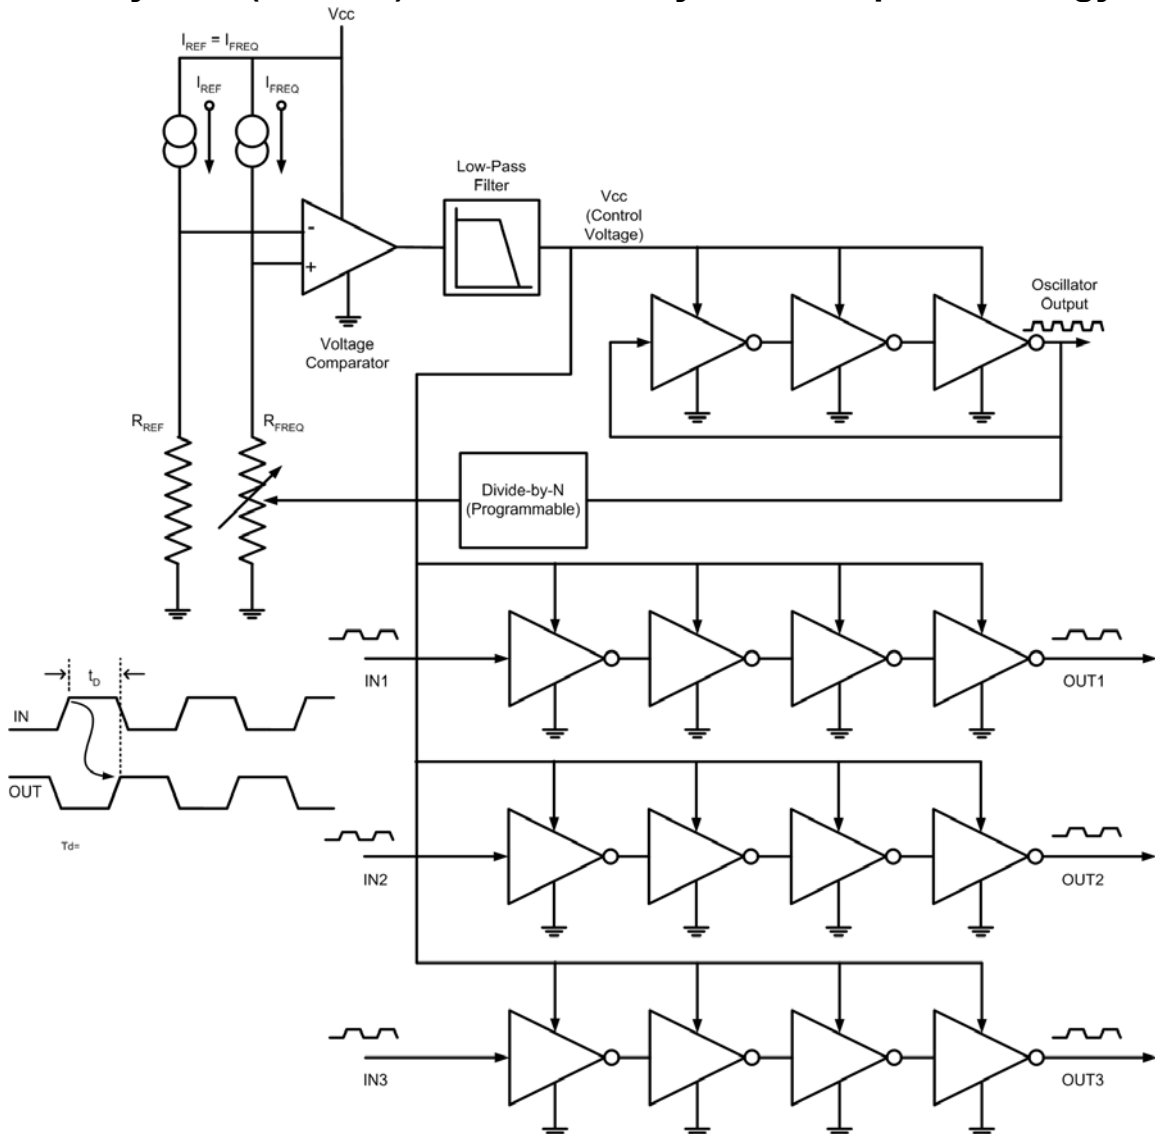 Vcc
I_REF = I_FREQ
I_REF
I_FREQ
Low-Pass
Filter
Vcc
(Control
Voltage)
-
+
Oscillator
Output
Voltage
Comparator
R_REF
R_FREQ
Divide-by-N
(Programmable)
t_D
IN
OUT
Td=
IN1
OUT1
IN2
OUT2
IN3
OUT3